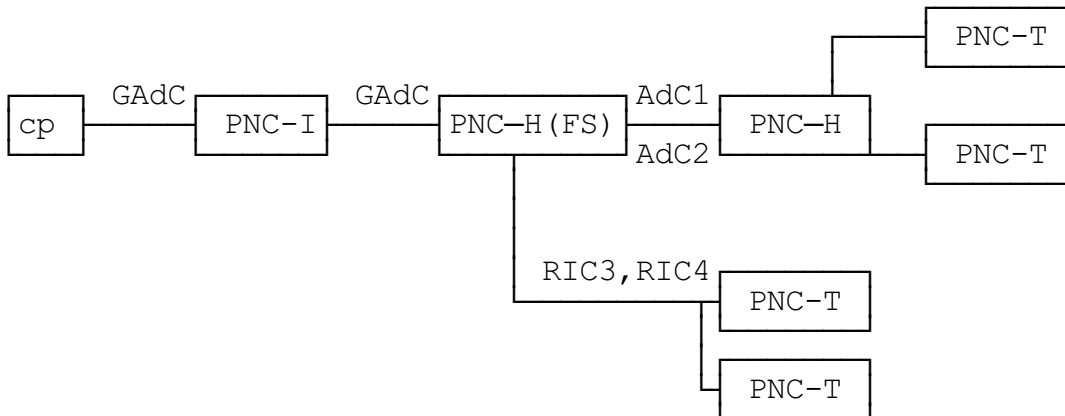 PNC-T
GAdC GAdC AdC1
cp PNC-I PNC—H(FS) PNC—H
AdC2 PNC-T
RIC3,RIC4
PNC-T
PNC-T